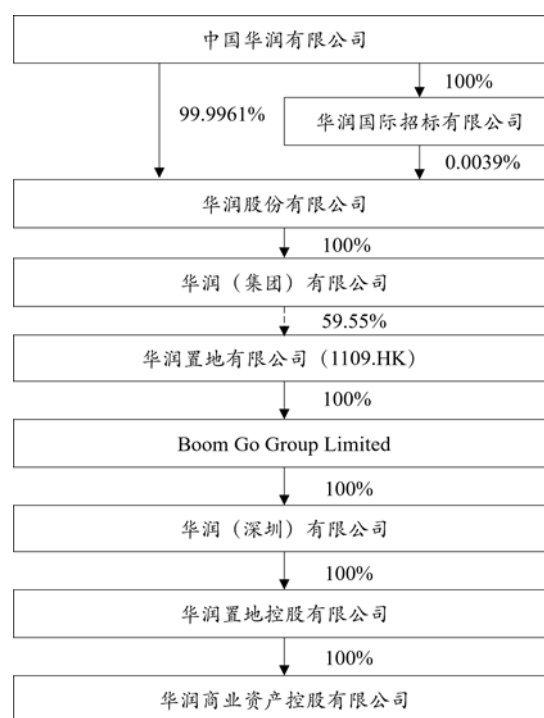 中国华润有限公司
100%
99.9961%
华润国际招标有限公司
0.0039%
华润股份有限公司
100%
华润（集团）有限公司
59.55%
华润置地有限公司（1109.HK）
100%
Boom Go Group Limited
100%
华润（深圳）有限公司
100%
华润置地控股有限公司
100%
华润商业资产控股有限公司